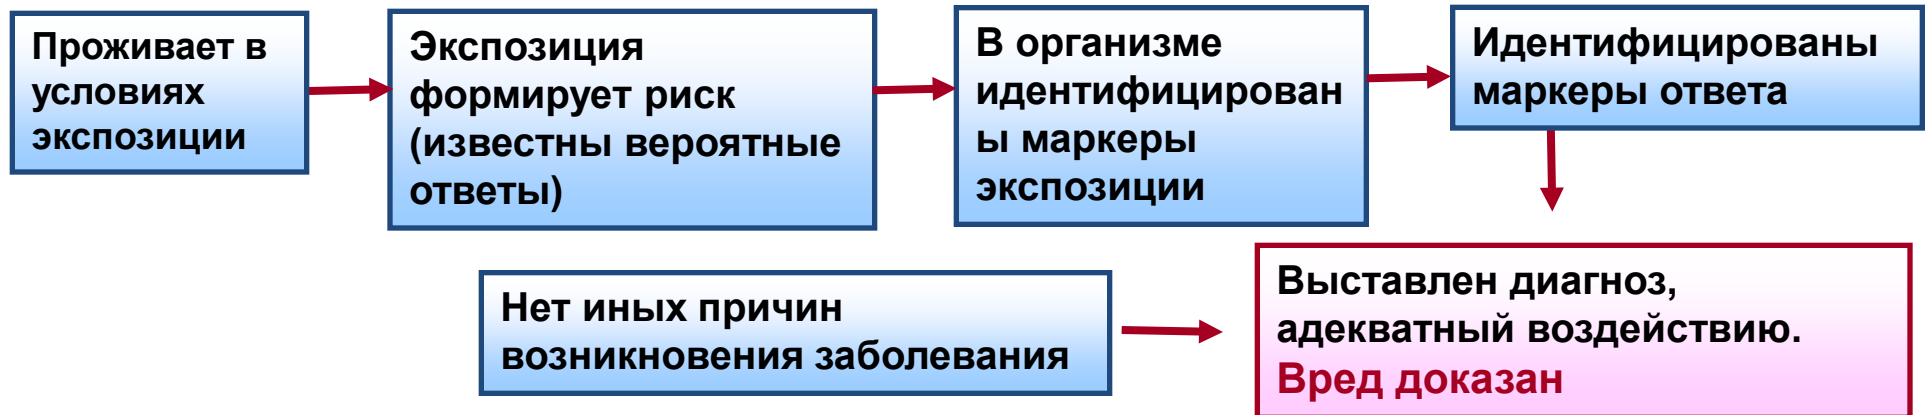 Проживает в
условиях
экспозиции
Экспозиция
формирует риск
(известны вероятные
ответы)
В организме
идентифицирован
ы маркеры
экспозиции
Идентифицированы
маркеры ответа
Нет иных причин
возникновения заболевания
Выставлен диагноз,
адекватный воздействию.
Вред доказан